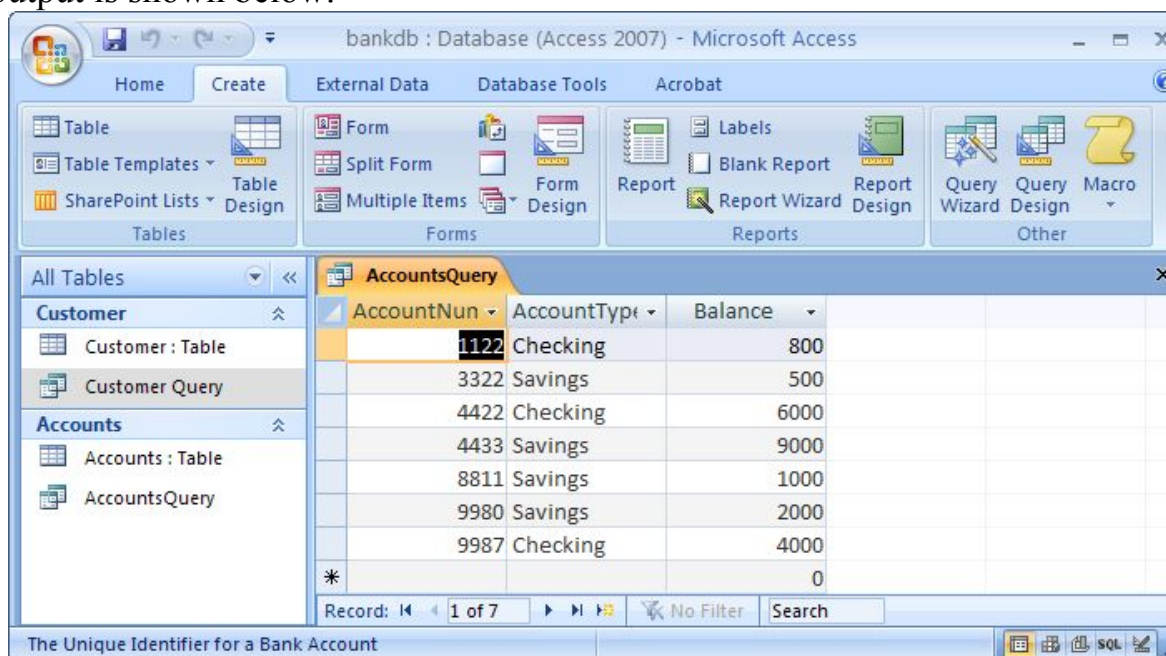 output is shown below:
bankdb : Database (Access 2007) - Microsoft Access
Home Create External Data Database Tools Acrobat
Table
Table Templates
SharePoint Lists
Table Design
Tables
Form
Split Form
Multiple Items
Form Design
Forms
Report
Labels
Blank Report
Report Wizard
Report Design
Reports
Query Wizard
Query Design
Macro
Other
All Tables
Customer
Customer : Table
Customer Query
Accounts
Accounts : Table
AccountsQuery
AccountsQuery
AccountNun AccountType Balance
1122 Checking 800
3322 Savings 500
4422 Checking 6000
4433 Savings 9000
8811 Savings 1000
9980 Savings 2000
9987 Checking 4000
* 0
Record: 1 of 7 No Filter Search
The Unique Identifier for a Bank Account SQL